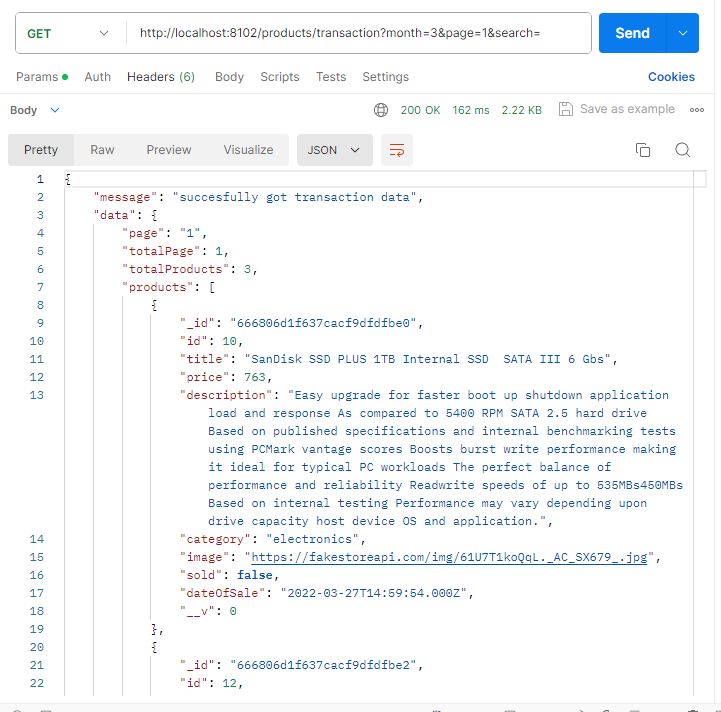 GET http://localhost:8102/products/transaction?month=3&page=1&search= Send
Params Auth Headers (6) Body Scripts Tests Settings Cookies
Body 200 OK 162 ms 2.22 KB Save as example
Pretty Raw Preview Visualize JSON
1 {
2 "message": "succesfully got transaction data",
3 "data": {
4 "page": "1",
5 "totalPage": 1,
6 "totalProducts": 3,
7 "products": [
8 {
9 "_id": "666806d1f637cacf9dfdfbe0",
10 "id": 10,
11 "title": "SanDisk SSD PLUS 1TB Internal SSD  SATA III 6 Gbs",
12 "price": 763,
13 "description": "Easy upgrade for faster boot up shutdown application
load and response As compared to 5400 RPM SATA 2.5 hard drive
Based on published specifications and internal benchmarking tests
using PCMark vantage scores Boosts burst write performance making
it ideal for typical PC workloads The perfect balance of
performance and reliability Readwrite speeds of up to 535MBs450MBs
Based on internal testing Performance may vary depending upon
drive capacity host device OS and application.",
14 "category": "electronics",
15 "image": "https://fakestoreapi.com/img/61U7T1koQqL._AC_SX679_.jpg",
16 "sold": false,
17 "dateOfSale": "2022-03-27T14:59:54.000Z",
18 "__v": 0
19 },
20 {
21 "_id": "666806d1f637cacf9dfdfbe2",
22 "id": 12,